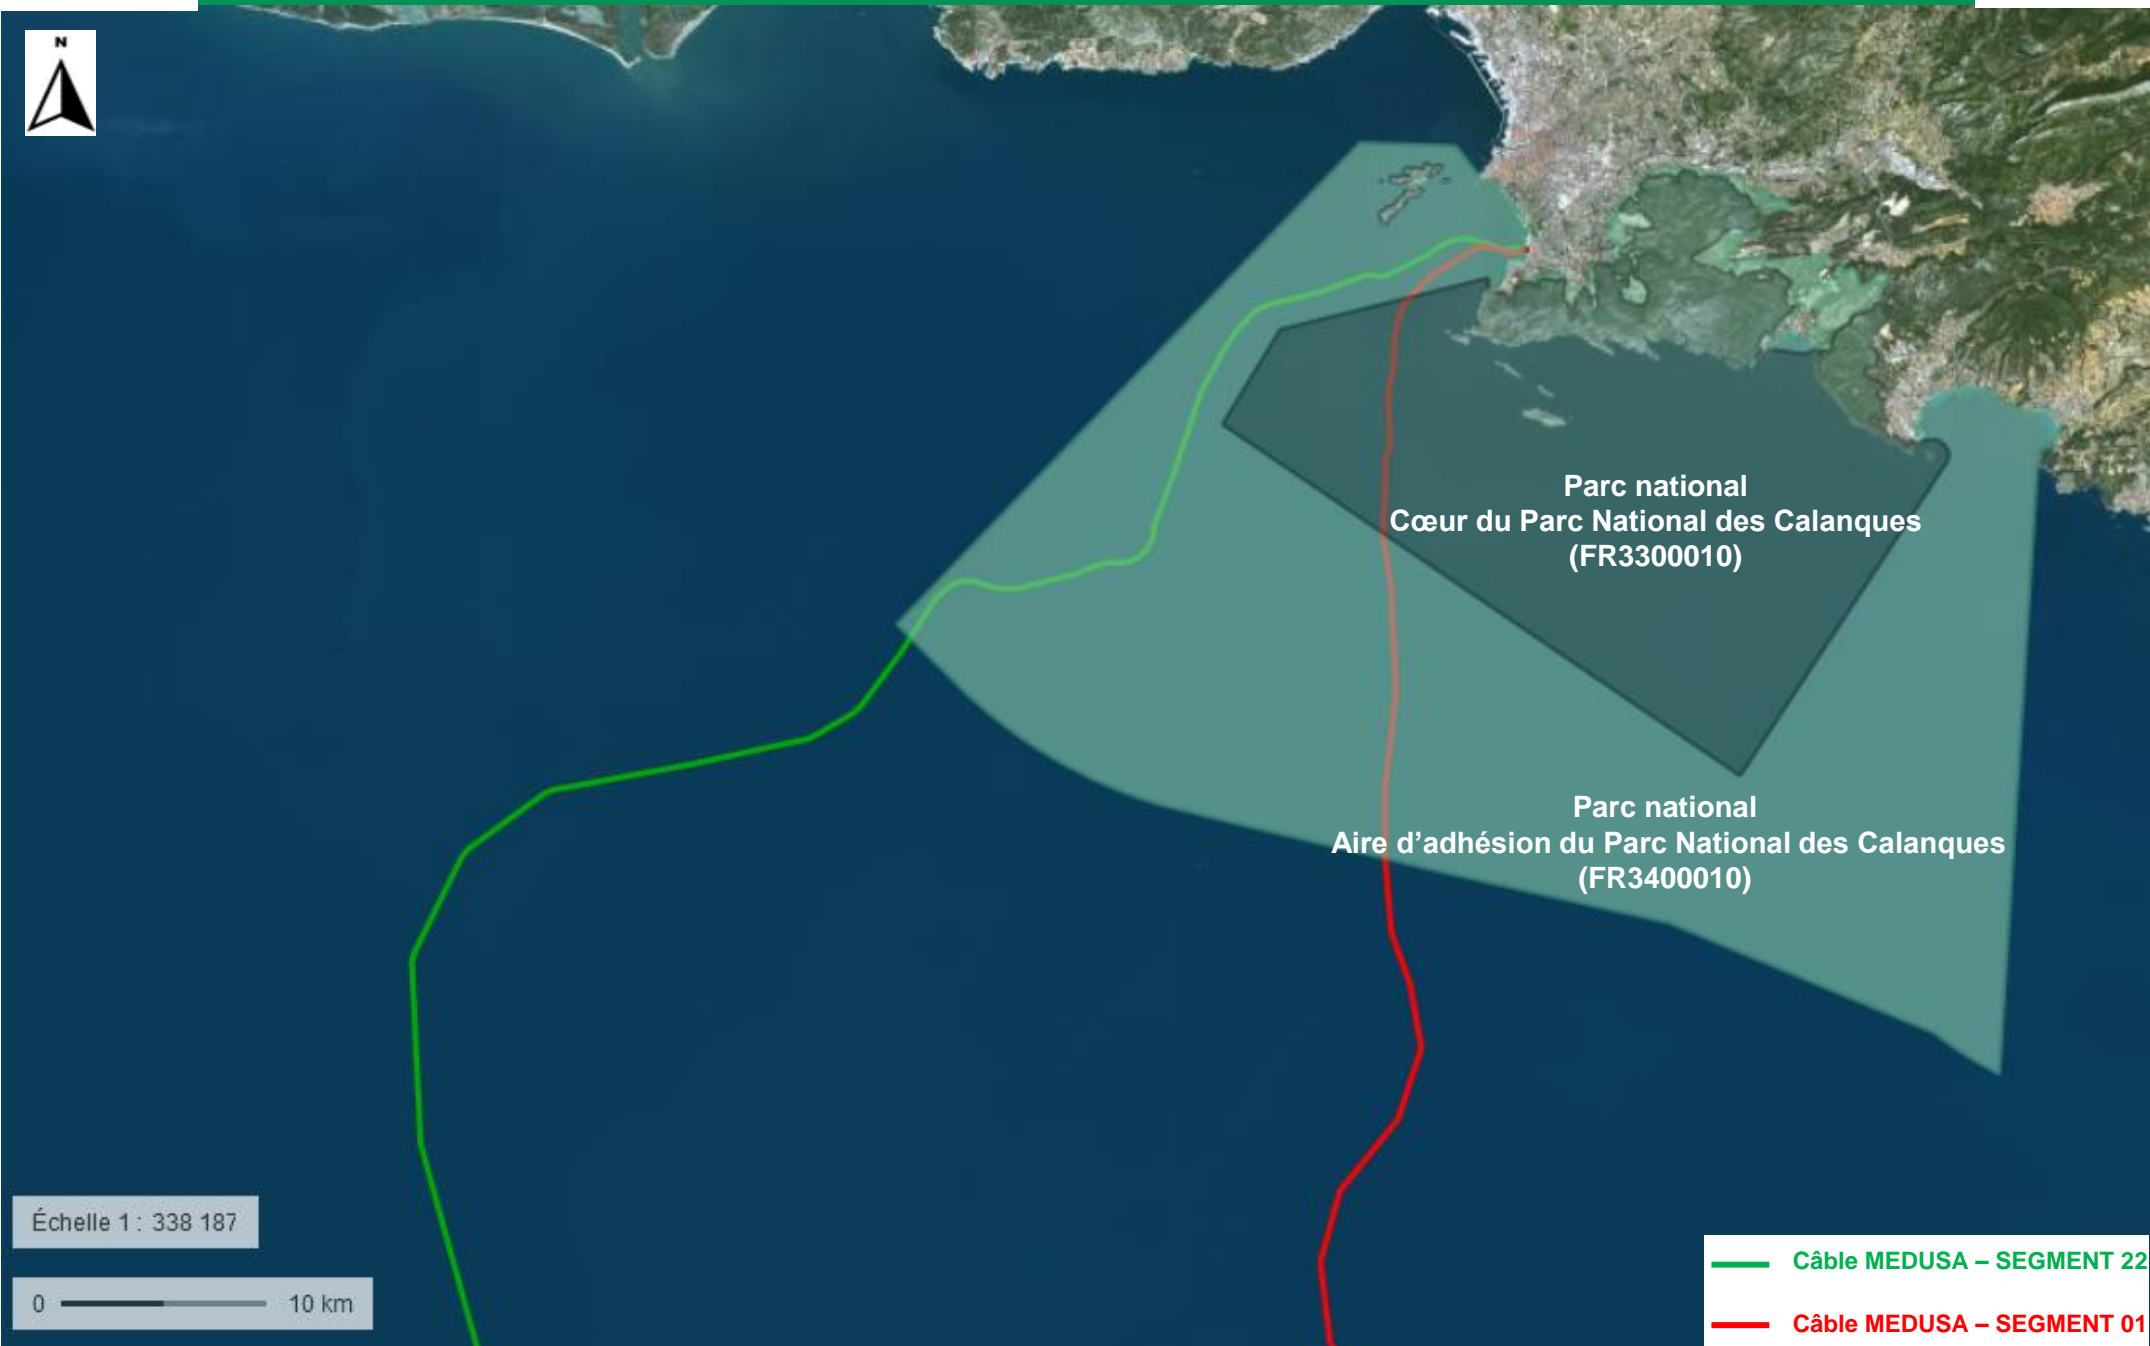 N
Parc national
Cœur du Parc National des Calanques
(FR3300010)
Parc national
Aire d’adhésion du Parc National des Calanques
(FR3400010)
Échelle 1 : 338 187
0 10 km
Câble MEDUSA – SEGMENT 22
Câble MEDUSA – SEGMENT 01